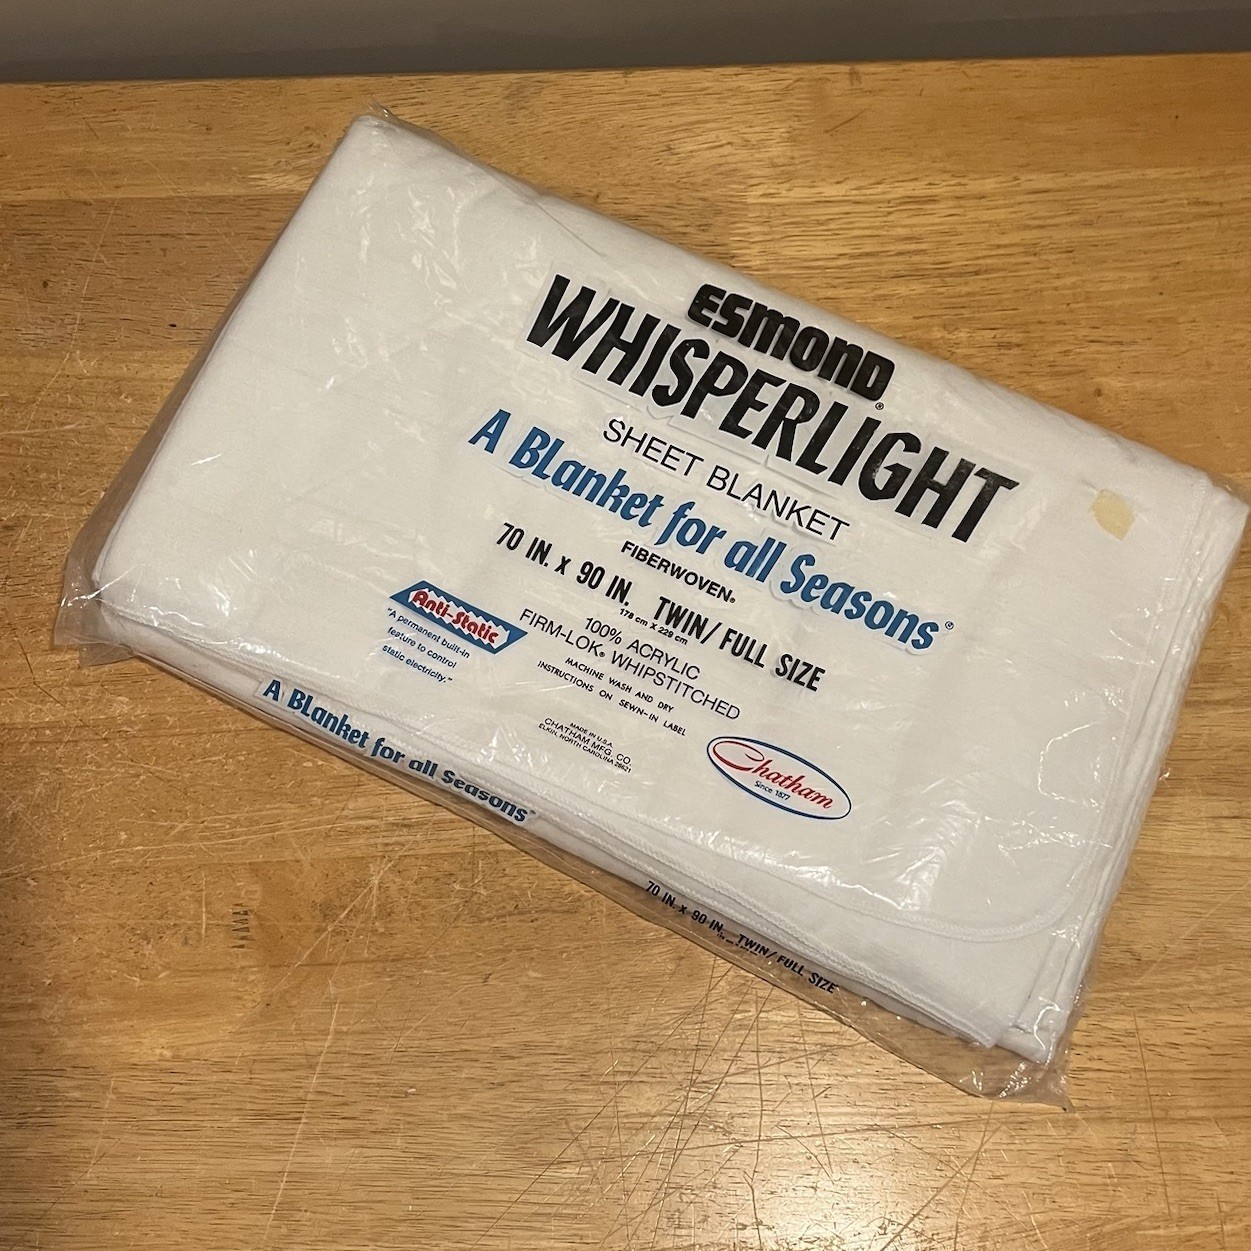 ESMOND®
WHISPERLIGHT
SHEET BLANKET
A BLanket for all Seasons®
FIBERWOVEN®
70 IN. x 90 IN. TWIN/FULL SIZE
178 cm x 229 cm
100% ACRYLIC
FIRM-LOK® WHIPSTITCHED
MACHINE WASH AND DRY
INSTRUCTIONS ON SEWN-IN LABEL
Anti-Static
"A permanent built-in
feature to control
static electricity."
MADE IN U.S.A.
CHATHAM MFG. CO.
ELKIN, NORTH CAROLINA 28621
Chatham
Since 1877
A BLanket for all Seasons®
70 IN. x 90 IN. TWIN/FULL SIZE